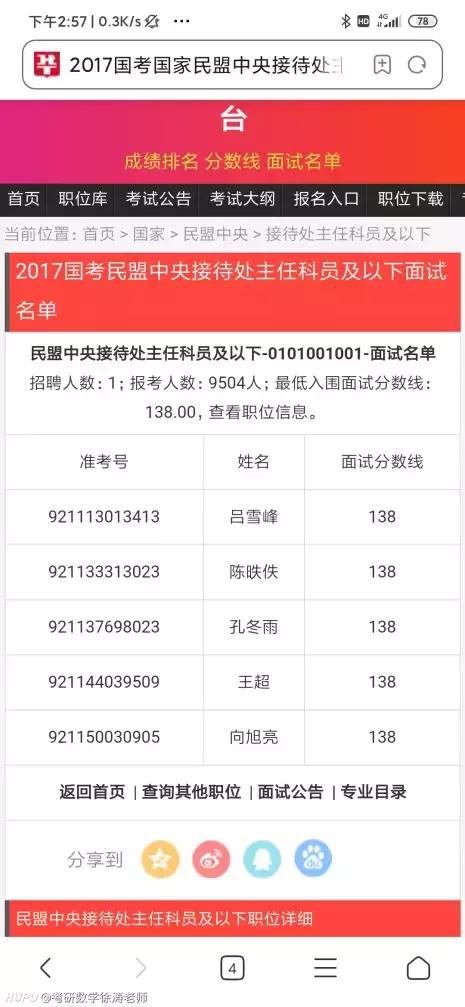 下午2:57 | 0.3K/s
HD 4G 78
2017国考国家民盟中央接待处主
台
成绩排名 分数线 面试名单
首页 职位库 考试公告 考试大纲 报名入口 职位下载
当前位置: 首页 > 国家 > 民盟中央 > 接待处主任科员及以下
2017国考民盟中央接待处主任科员及以下面试
名单
民盟中央接待处主任科员及以下-0101001001-面试名单
招聘人数: 1; 报考人数: 9504人; 最低入围面试分数线:
138.00, 查看职位信息。
准考号 姓名 面试分数线
921113013413 吕雪峰 138
921133313023 陈昳佚 138
921137698023 孔冬雨 138
921144039509 王超 138
921150030905 向旭亮 138
返回首页 | 查询其他职位 | 面试公告 | 专业目录
分享到
民盟中央接待处主任科员及以下职位详细
4
HUPU @考研数学徐涛老师